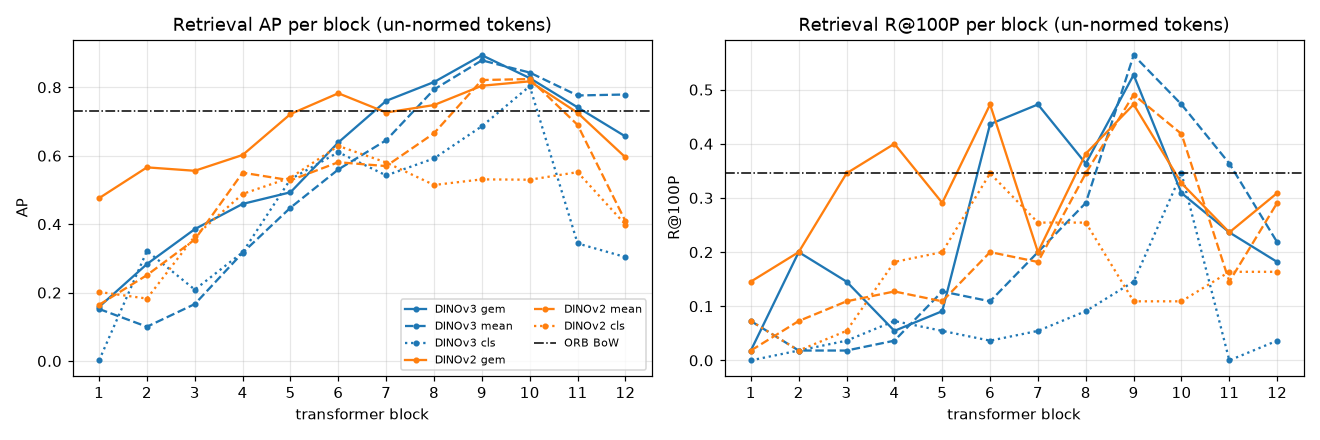 Retrieval AP per block (un-normed tokens)
AP
0.8
0.6
0.4
0.2
0.0
1 2 3 4 5 6 7 8 9 10 11 12
transformer block
DINOv3 gem
DINOv3 mean
DINOv3 cls
DINOv2 gem
DINOv2 mean
DINOv2 cls
ORB BoW
Retrieval R@100P per block (un-normed tokens)
R@100P
0.5
0.4
0.3
0.2
0.1
0.0
1 2 3 4 5 6 7 8 9 10 11 12
transformer block